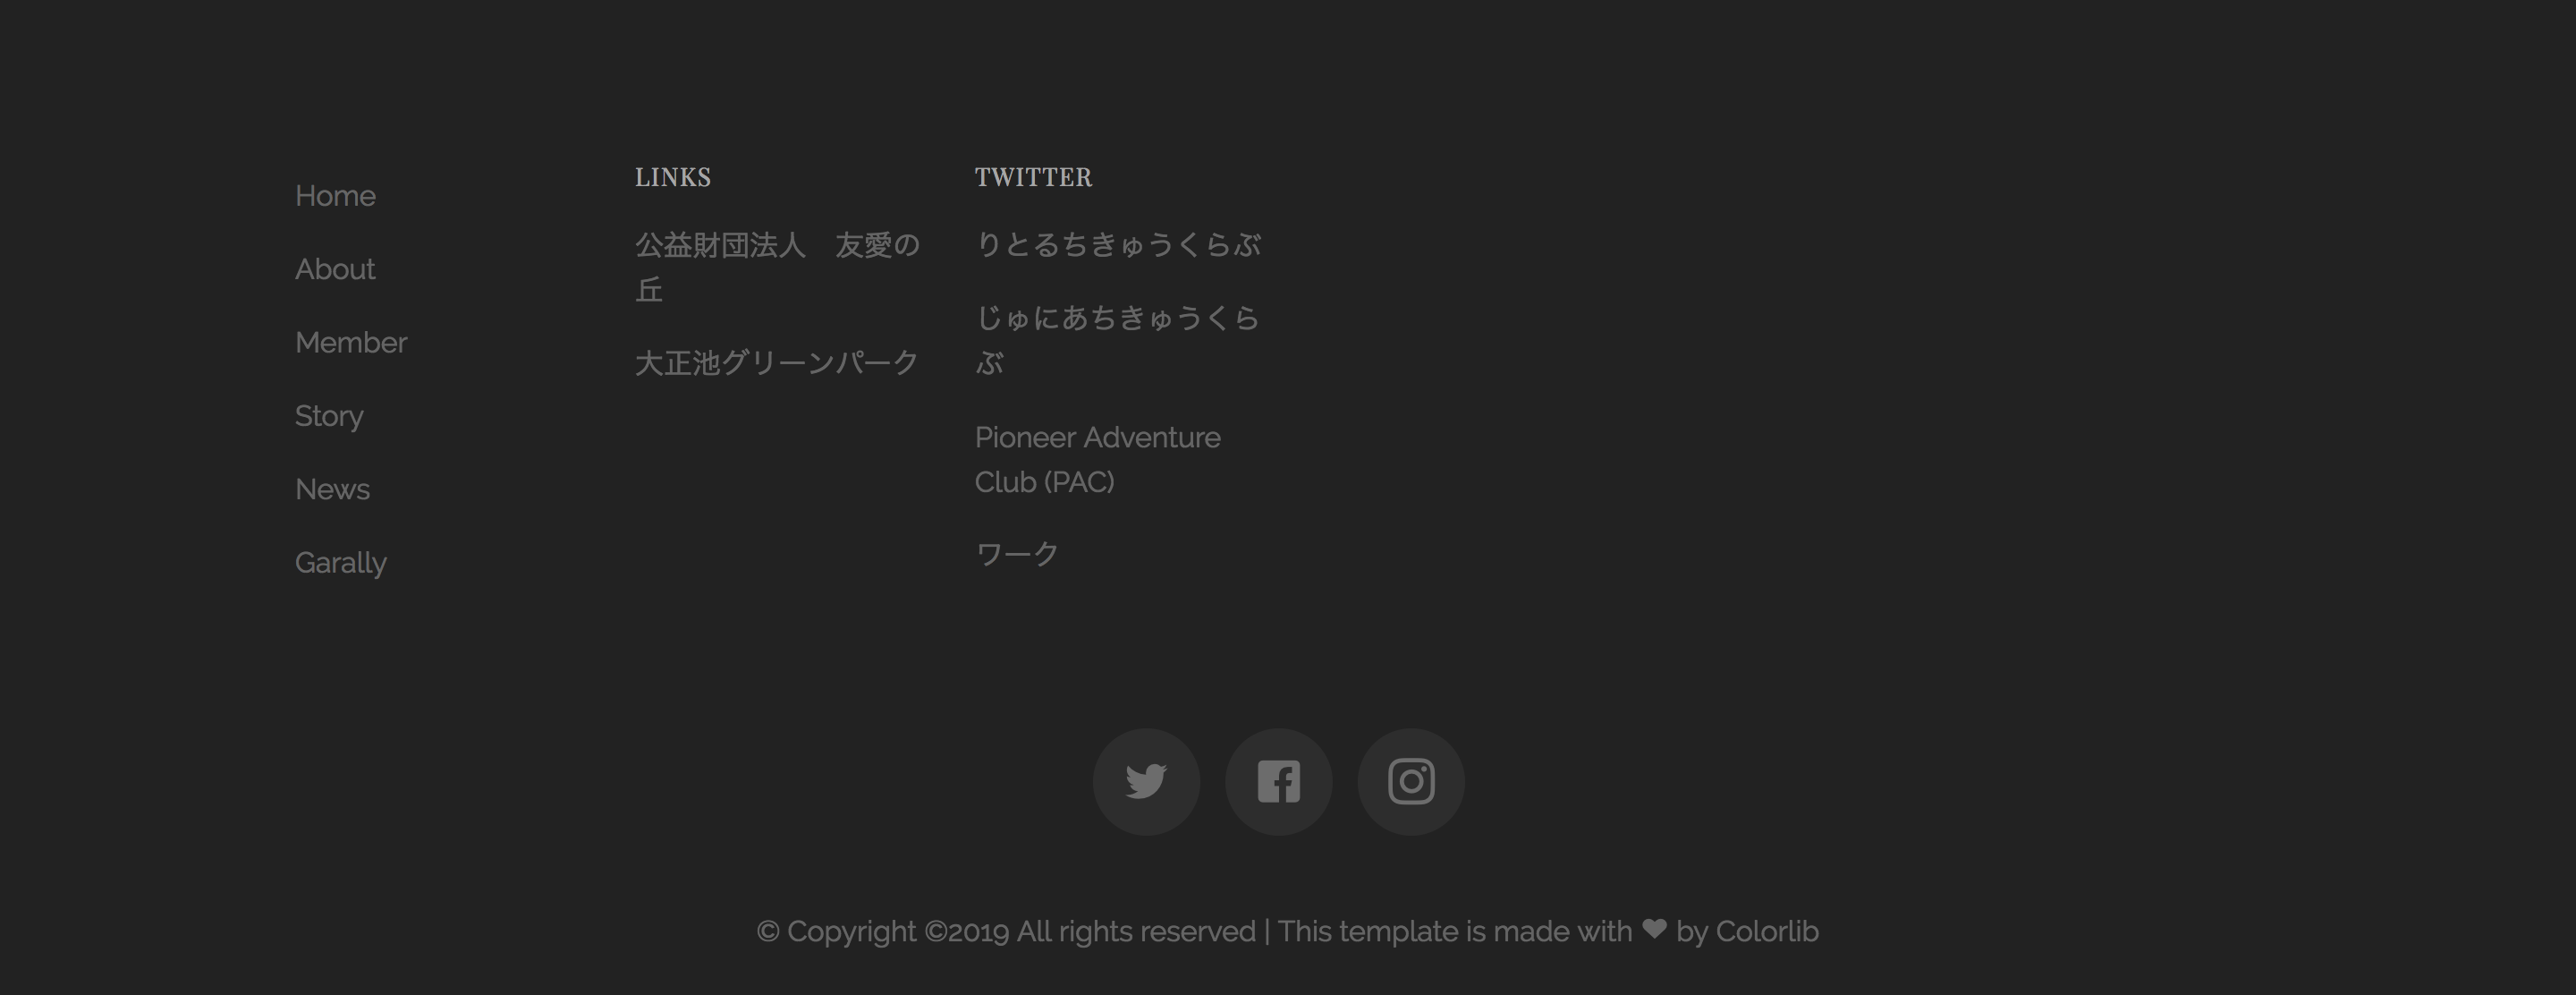 Home
About
Member
Story
News
Garally
LINKS
公益財団法人　友愛の
丘
大正池グリーンパーク
TWITTER
りとるちきゅうくらぶ
じゅにあちきゅうくら
ぶ
Pioneer Adventure
Club (PAC)
ワーク
© Copyright ©2019 All rights reserved | This template is made with ♥ by Colorlib